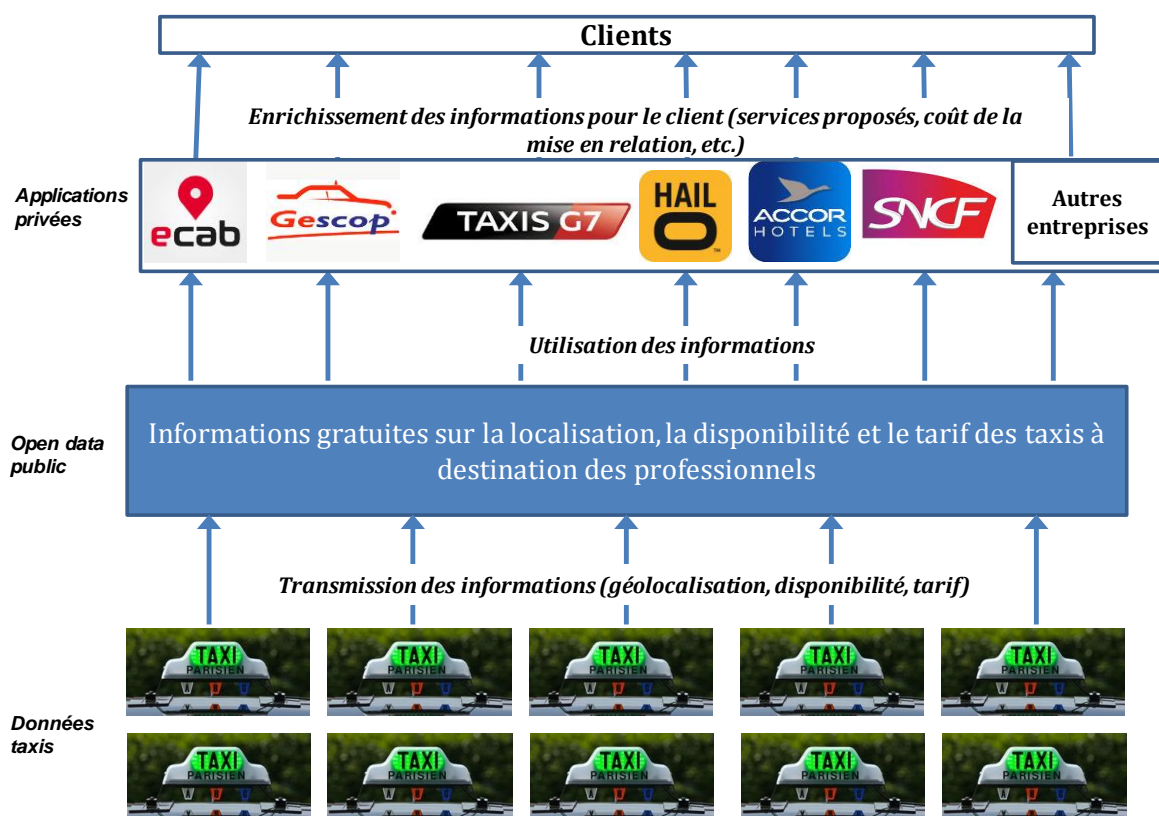 Clients
Enrichissement des informations pour le client (services proposés, coût de la
mise en relation, etc.)
Applications
privées
ecab
Gescop
TAXIS G7
HAIL
O
TM
ACCOR
HOTELS
SNCF
Autres
entreprises
Utilisation des informations
Open data
public
Informations gratuites sur la localisation, la disponibilité et le tarif des taxis à
destination des professionnels
Transmission des informations (géolocalisation, disponibilité, tarif)
Données
taxis
TAXI
PARISIEN
A B C
TAXI
PARISIEN
A B C
TAXI
PARISIEN
A B C
TAXI
PARISIEN
A B C
TAXI
PARISIEN
A B C
TAXI
PARISIEN
A B C
TAXI
PARISIEN
A B C
TAXI
PARISIEN
A B C
TAXI
PARISIEN
A B C
TAXI
PARISIEN
A B C